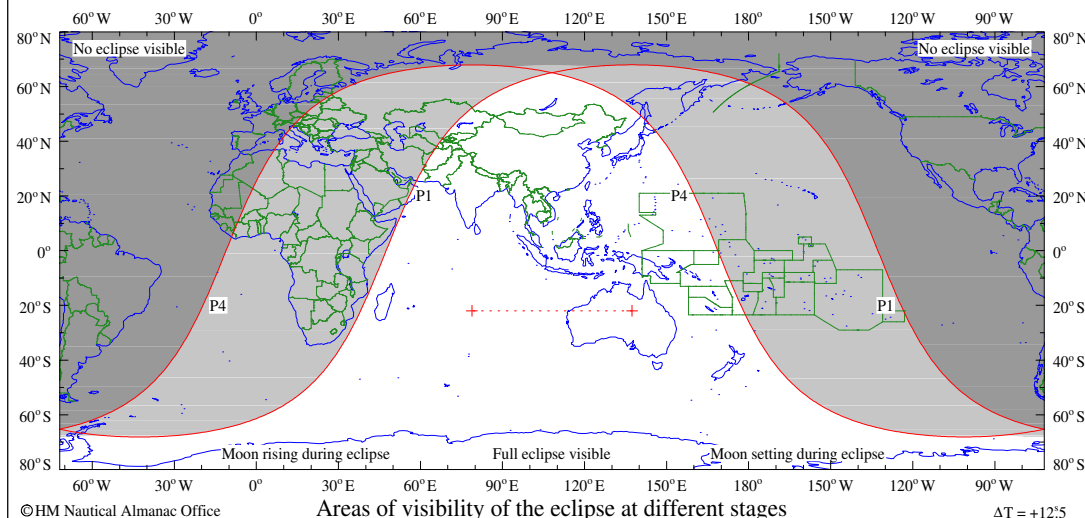 60° W 30° W 0° 30° E 60° E 90° E 120° E 150° E 180° 150° W 120° W 90° W
80° N No eclipse visible No eclipse visible 80° N
60° N 60° N
40° N 40° N
20° N P1 P4 20° N
0° 0°
20° S P4 P1 20° S
40° S 40° S
60° S 60° S
Moon rising during eclipse Full eclipse visible Moon setting during eclipse
80° S 80° S
60° W 30° W 0° 30° E 60° E 90° E 120° E 150° E 180° 150° W 120° W 90° W
©HM Nautical Almanac Office Areas of visibility of the eclipse at different stages ΔT = +12ˢ.5